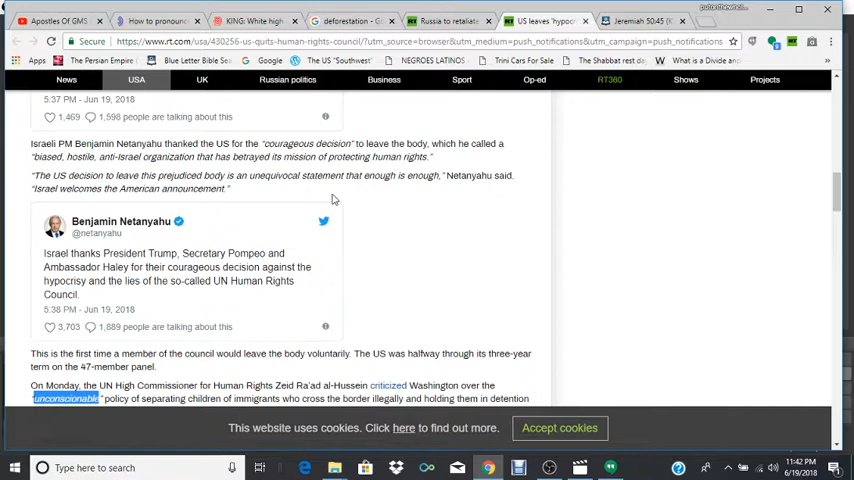 Apostles Of GMS
How to pronounc
KING: White high
deforestation - G
Russia to retaliate
US leaves 'hypocr
Jeremiah 50:45 (K
Secure
https://www.rt.com/usa/430256-us-quits-human-rights-council/?utm_source=browser&utm_medium=push_notifications&utm_campaign=push_notifications
Apps
The Persian Empire
Blue Letter Bible Se
Google
The US "Southwest"
NEGROES LATINOS
Trini Cars For Sale
The Shabbat rest da
What is a Divide and
News
USA
UK
Russian politics
Business
Sport
Op-ed
RT360
Shows
Projects
5:37 PM - Jun 19, 2018
1,469
1,598 people are talking about this
Israeli PM Benjamin Netanyahu thanked the US for the "courageous decision" to leave the body, which he called a
"biased, hostile, anti-Israel organization that has betrayed its mission of protecting human rights."
"The US decision to leave this prejudiced body is an unequivocal statement that enough is enough," Netanyahu said.
"Israel welcomes the American announcement."
Benjamin Netanyahu
@netanyahu
Israel thanks President Trump, Secretary Pompeo and
Ambassador Haley for their courageous decision against the
hypocrisy and the lies of the so-called UN Human Rights
Council.
5:38 PM - Jun 19, 2018
3,703
1,889 people are talking about this
This is the first time a member of the council would leave the body voluntarily. The US was halfway through its three-year
term on the 47-member panel.
On Monday, the UN High Commissioner for Human Rights Zeid Ra'ad al-Hussein criticized Washington over the
"unconscionable" policy of separating children of immigrants who cross the border illegally and holding them in detention
This website uses cookies. Click here to find out more.
Accept cookies
Type here to search
11:42 PM
6/19/2018